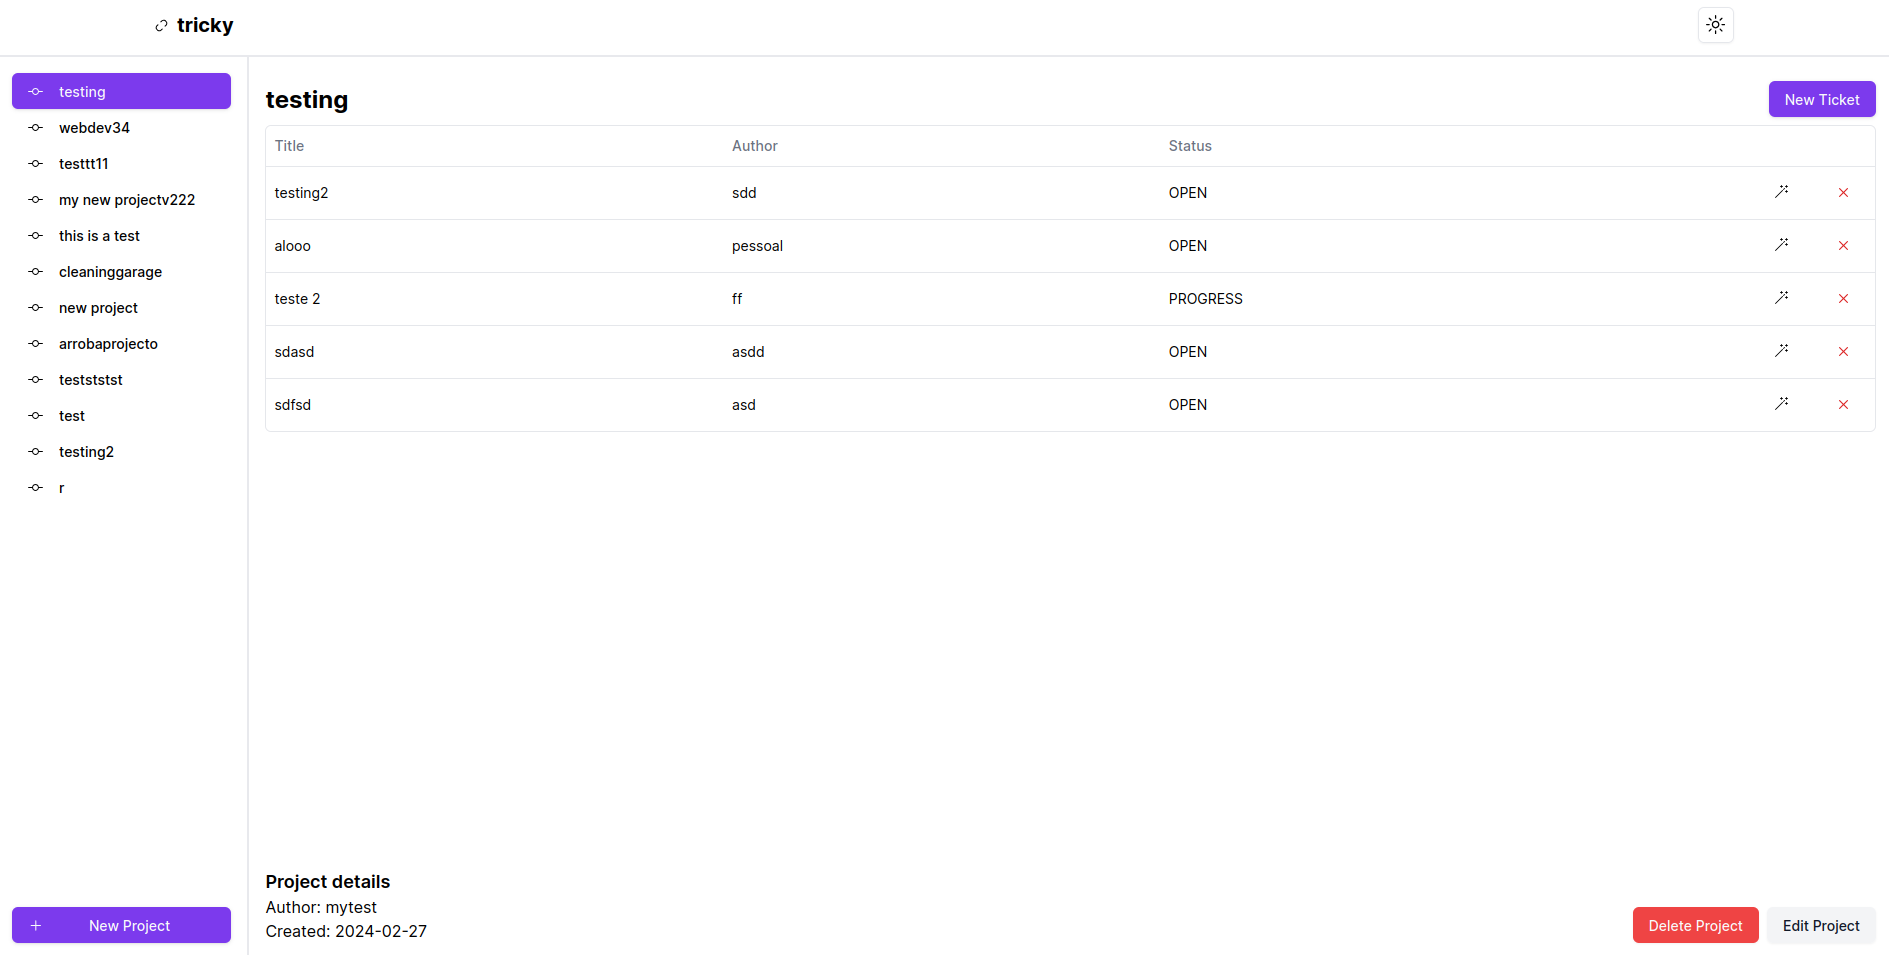 tricky
testing
webdev34
testtt11
my new projectv222
this is a test
cleaninggarage
new project
arrobaprojecto
testststst
test
testing2
r
New Project
testing
New Ticket
Title Author Status
testing2 sdd OPEN
alooo pessoal OPEN
teste 2 ff PROGRESS
sdasd asdd OPEN
sdfsd asd OPEN
Project details
Author: mytest
Created: 2024-02-27
Delete Project
Edit Project